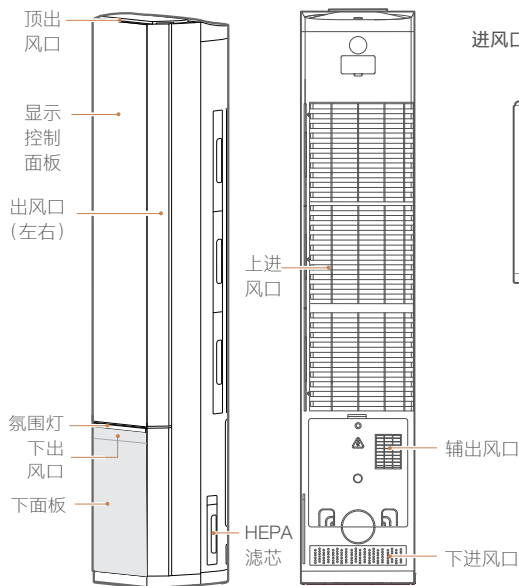 顶出
风口
显示
控制
面板
出风口
(左右)
氛围灯
下出
风口
下面板
HEPA
滤芯
上进
风口
辅出风口
下进风口
进风口